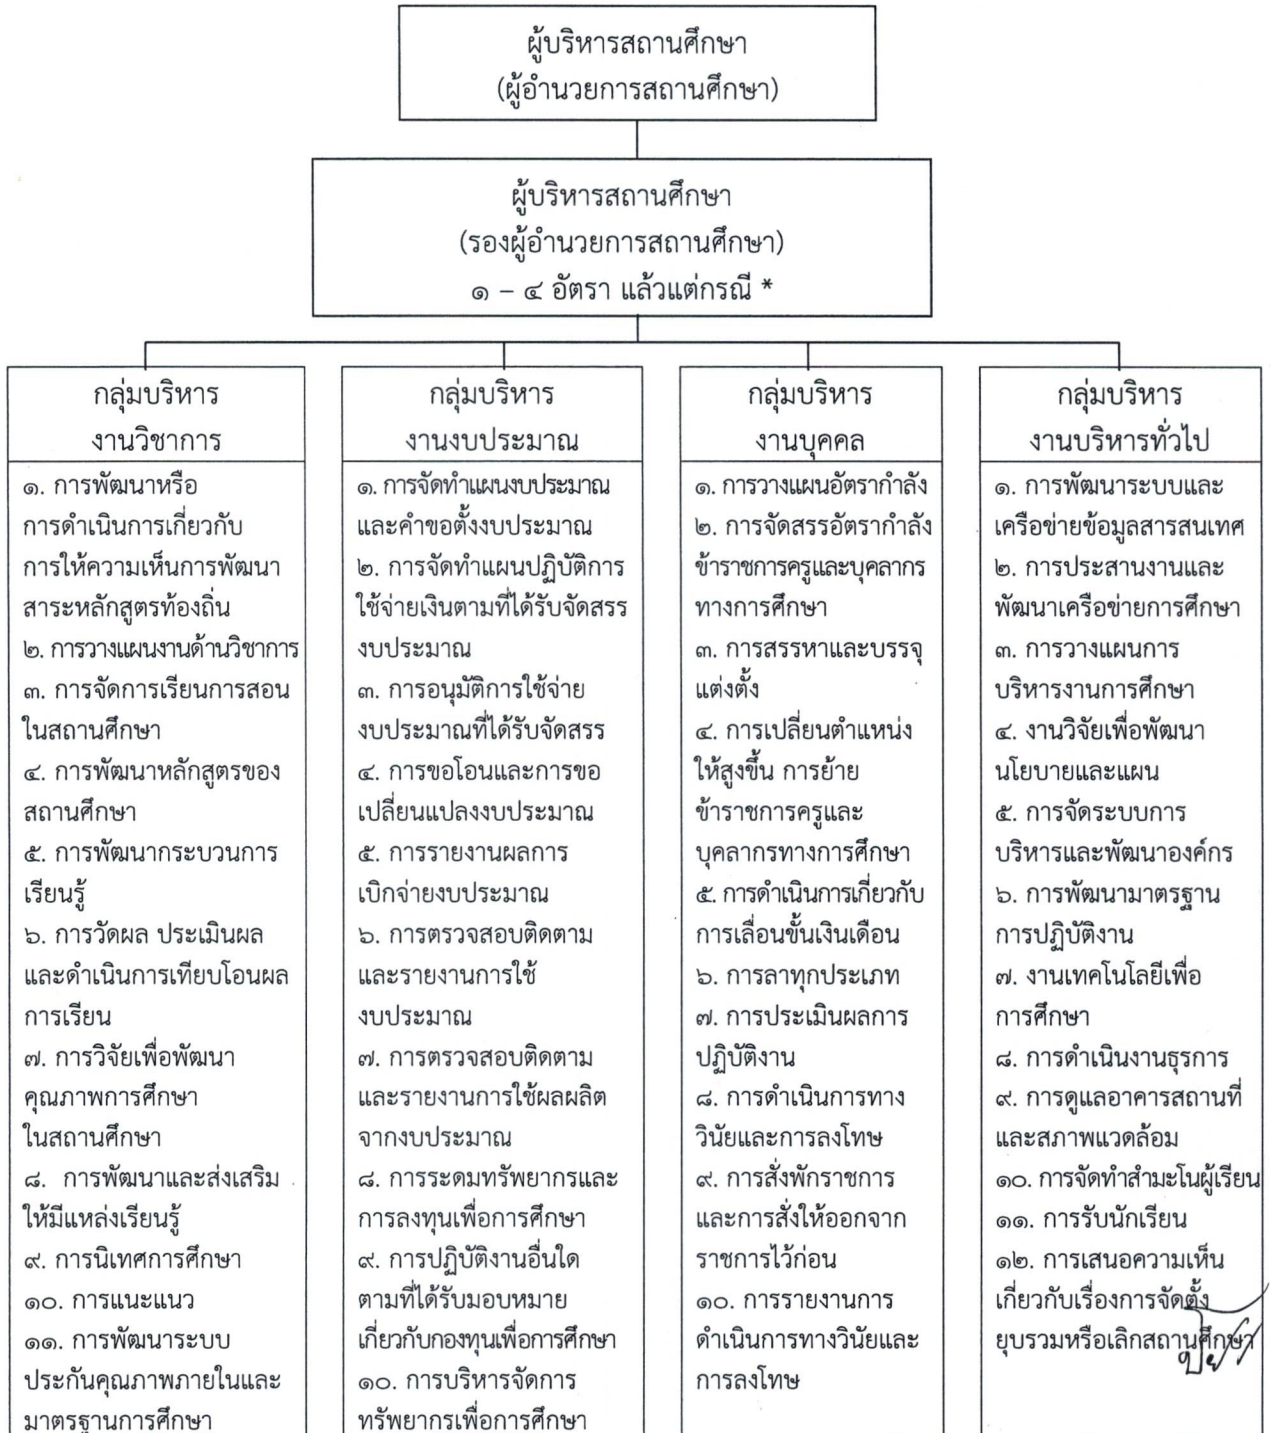 ผู้บริหารสถานศึกษา
(ผู้อำนวยการสถานศึกษา)
ผู้บริหารสถานศึกษา
(รองผู้อำนวยการสถานศึกษา)
๑ – ๔ อัตรา แล้วแต่กรณี *
กลุ่มบริหาร
งานวิชาการ
๑. การพัฒนาหรือ
การดำเนินการเกี่ยวกับ
การให้ความเห็นการพัฒนา
สาระหลักสูตรท้องถิ่น
๒. การวางแผนงานด้านวิชาการ
๓. การจัดการเรียนการสอน
ในสถานศึกษา
๔. การพัฒนาหลักสูตรของ
สถานศึกษา
๕. การพัฒนากระบวนการ
เรียนรู้
๖. การวัดผล ประเมินผล
และดำเนินการเทียบโอนผล
การเรียน
๗. การวิจัยเพื่อพัฒนา
คุณภาพการศึกษา
ในสถานศึกษา
๘. การพัฒนาและส่งเสริม
ให้มีแหล่งเรียนรู้
๙. การนิเทศการศึกษา
๑๐. การแนะแนว
๑๑. การพัฒนาระบบ
ประกันคุณภาพภายในและ
มาตรฐานการศึกษา
กลุ่มบริหาร
งานงบประมาณ
๑. การจัดทำแผนงบประมาณ
และคำขอตั้งงบประมาณ
๒. การจัดทำแผนปฏิบัติการ
ใช้จ่ายเงินตามที่ได้รับจัดสรร
งบประมาณ
๓. การอนุมัติการใช้จ่าย
งบประมาณที่ได้รับจัดสรร
๔. การขอโอนและการขอ
เปลี่ยนแปลงงบประมาณ
๕. การรายงานผลการ
เบิกจ่ายงบประมาณ
๖. การตรวจสอบติดตาม
และรายงานการใช้
งบประมาณ
๗. การตรวจสอบติดตาม
และรายงานการใช้ผลผลิต
จากงบประมาณ
๘. การระดมทรัพยากรและ
การลงทุนเพื่อการศึกษา
๙. การปฏิบัติงานอื่นใด
ตามที่ได้รับมอบหมาย
เกี่ยวกับกองทุนเพื่อการศึกษา
๑๐. การบริหารจัดการ
ทรัพยากรเพื่อการศึกษา
กลุ่มบริหาร
งานบุคคล
๑. การวางแผนอัตรากำลัง
๒. การจัดสรรอัตรากำลัง
ข้าราชการครูและบุคลากร
ทางการศึกษา
๓. การสรรหาและบรรจุ
แต่งตั้ง
๔. การเปลี่ยนตำแหน่ง
ให้สูงขึ้น การย้าย
ข้าราชการครูและ
บุคลากรทางการศึกษา
๕. การดำเนินการเกี่ยวกับ
การเลื่อนขั้นเงินเดือน
๖. การลาทุกประเภท
๗. การประเมินผลการ
ปฏิบัติงาน
๘. การดำเนินการทาง
วินัยและการลงโทษ
๙. การสั่งพักราชการ
และการสั่งให้ออกจาก
ราชการไว้ก่อน
๑๐. การรายงานการ
ดำเนินการทางวินัยและ
การลงโทษ
กลุ่มบริหาร
งานบริหารทั่วไป
๑. การพัฒนาระบบและ
เครือข่ายข้อมูลสารสนเทศ
๒. การประสานงานและ
พัฒนาเครือข่ายการศึกษา
๓. การวางแผนการ
บริหารงานการศึกษา
๔. งานวิจัยเพื่อพัฒนา
นโยบายและแผน
๕. การจัดระบบการ
บริหารและพัฒนาองค์กร
๖. การพัฒนามาตรฐาน
การปฏิบัติงาน
๗. งานเทคโนโลยีเพื่อ
การศึกษา
๘. การดำเนินงานธุรการ
๙. การดูแลอาคารสถานที่
และสภาพแวดล้อม
๑๐. การจัดทำสำมะโนผู้เรียน
๑๑. การรับนักเรียน
๑๒. การเสนอความเห็น
เกี่ยวกับเรื่องการจัดตั้ง
ยุบรวมหรือเลิกสถานศึกษา